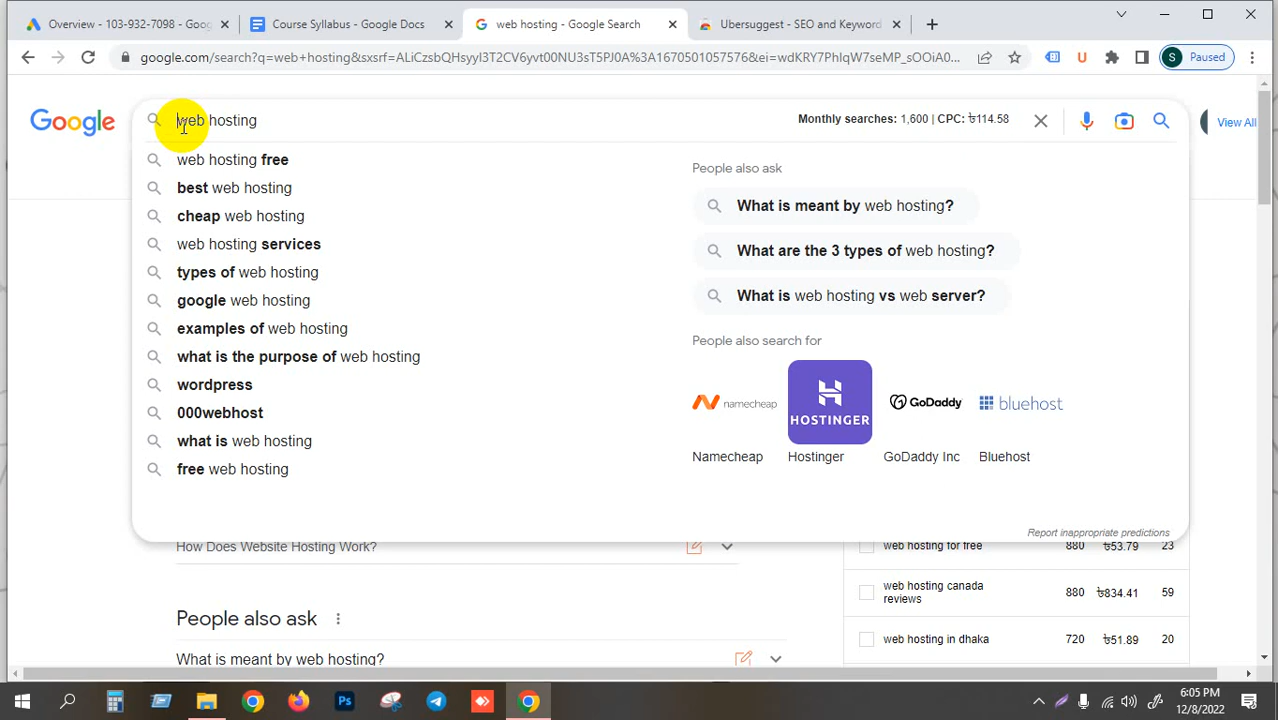 Overview - 103-932-7098 - Goog
Course Syllabus - Google Docs
web hosting - Google Search
Ubersuggest - SEO and Keyword
google.com/search?q=web+hosting&sxsrf=
S Paused
Google
web hosting
Monthly searches: 1,600 | CPC: ৳114.58
View All
web hosting free
best web hosting
cheap web hosting
web hosting services
types of web hosting
google web hosting
examples of web hosting
what is the purpose of web hosting
wordpress
000webhost
what is web hosting
free web hosting
People also ask
What is meant by web hosting?
What are the 3 types of web hosting?
What is web hosting vs web server?
People also search for
namecheap
HOSTINGER
GoDaddy
bluehost
Namecheap
Hostinger
GoDaddy Inc
Bluehost
Report inappropriate predictions
How Does Website Hosting Work?
web hosting for free 880 ৳53.79 23
web hosting canada
reviews 880 ৳834.41 59
web hosting in dhaka 720 ৳51.89 20
People also ask
What is meant by web hosting?
6:05 PM
12/8/2022